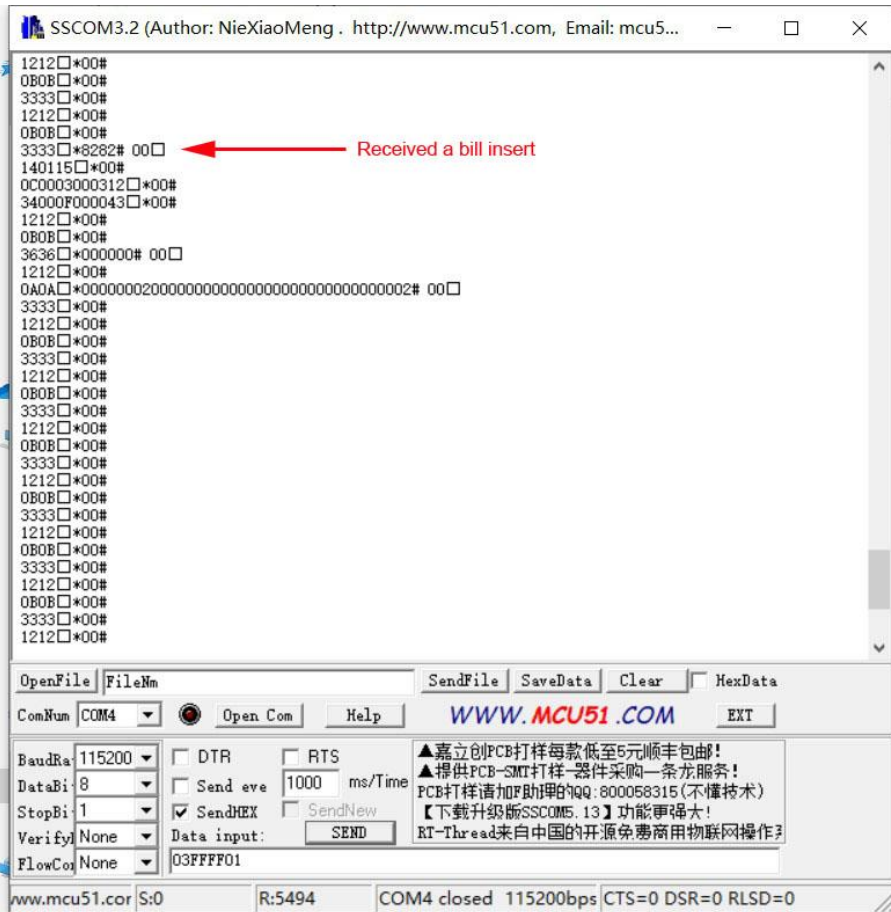 SSCOM3.2 (Author: NieXiaoMeng .  http://www.mcu51.com,  Email: mcu5...
1212□*00#
0B0B□*00#
3333□*00#
1212□*00#
0B0B□*00#
3333□*8282# 00□
Received a bill insert
140115□*00#
0C0003000312□*00#
34000F000043□*00#
1212□*00#
0B0B□*00#
3636□*000000# 00□
1212□*00#
0A0A□*00000002000000000000000000000000000002# 00□
3333□*00#
1212□*00#
0B0B□*00#
3333□*00#
1212□*00#
0B0B□*00#
3333□*00#
1212□*00#
0B0B□*00#
3333□*00#
1212□*00#
0B0B□*00#
3333□*00#
1212□*00#
0B0B□*00#
3333□*00#
1212□*00#
0B0B□*00#
3333□*00#
1212□*00#
OpenFile FileNm SendFile SaveData Clear HexData
ComNum COM4 Open Com Help WWW.MCU51.COM EXT
BaudRa 115200 DTR RTS
DataBi 8 Send eve 1000 ms/Time
StopBi 1 SendHEX SendNew
Verify None Data input: SEND
FlowCo None 03FFFF01
▲嘉立创PCB打样每款低至5元顺丰包邮!
▲提供PCB-SMT打样-器件采购一条龙服务!
PCB打样请加F助理的QQ:800058315(不懂技术)
【下载升级版SSCOM5.13】功能更强大!
RT-Thread来自中国的开源免费商用物联网操作
www.mcu51.cor S:0 R:5494 COM4 closed 115200bps CTS=0 DSR=0 RLSD=0